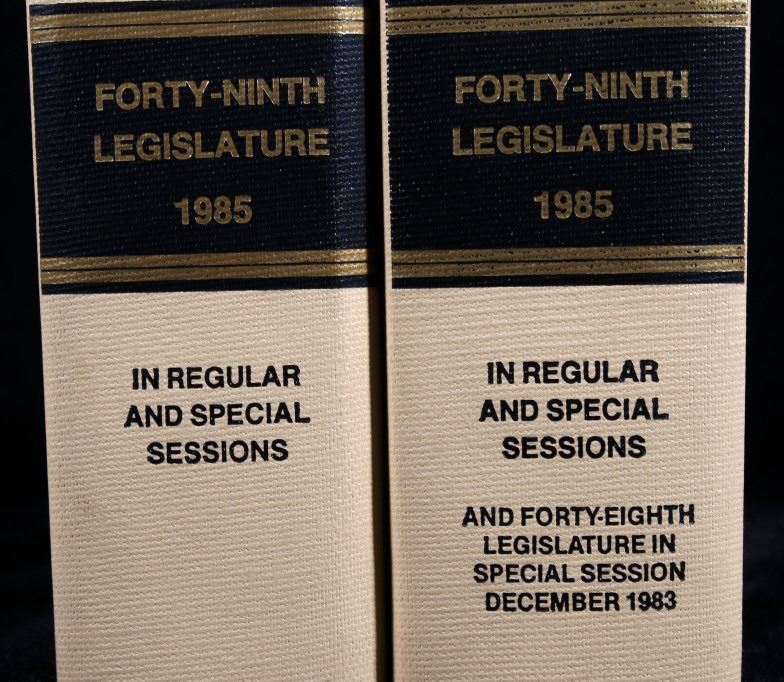 FORTY-NINTH
LEGISLATURE
1985
IN REGULAR
AND SPECIAL
SESSIONS
FORTY-NINTH
LEGISLATURE
1985
IN REGULAR
AND SPECIAL
SESSIONS
AND FORTY-EIGHTH
LEGISLATURE IN
SPECIAL SESSION
DECEMBER 1983